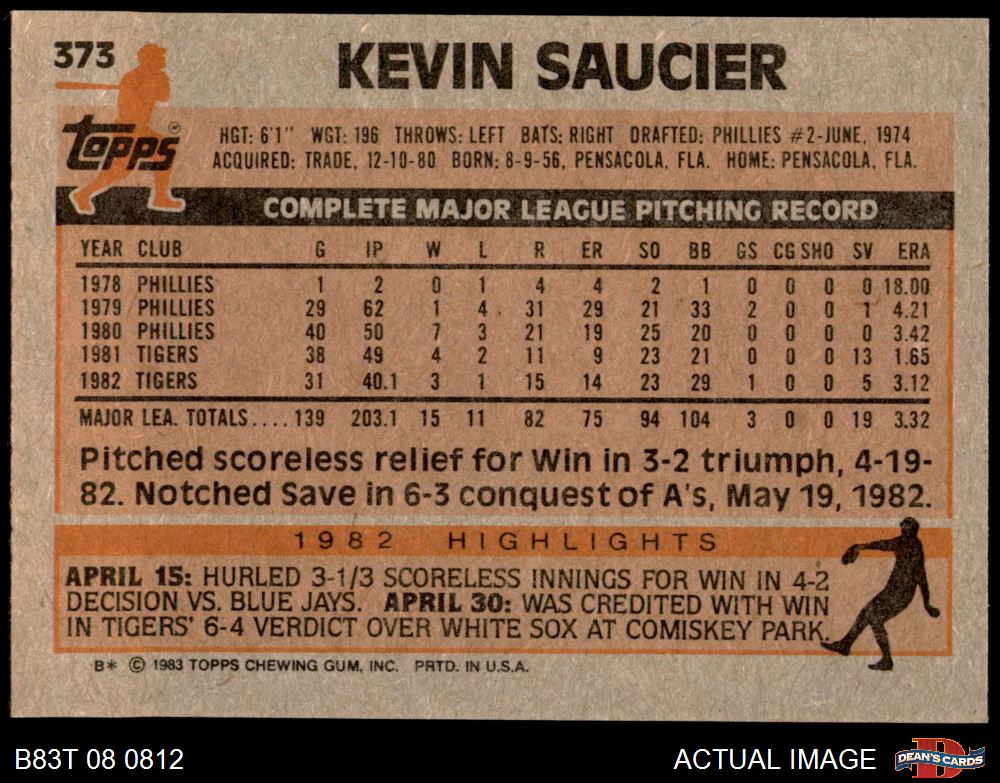 373
KEVIN SAUCIER
topps®
HGT: 6'1" WGT: 196 THROWS: LEFT BATS: RIGHT DRAFTED: PHILLIES #2-JUNE, 1974
ACQUIRED: TRADE, 12-10-80 BORN: 8-9-56, PENSACOLA, FLA. HOME: PENSACOLA, FLA.
COMPLETE MAJOR LEAGUE PITCHING RECORD
YEAR CLUB G IP W L R ER SO BB GS CG SHO SV ERA
1978 PHILLIES 1 2 0 1 4 4 2 1 0 0 0 0 18.00
1979 PHILLIES 29 62 1 4 31 29 21 33 2 0 0 1 4.21
1980 PHILLIES 40 50 7 3 21 19 25 20 0 0 0 0 3.42
1981 TIGERS 38 49 4 2 11 9 23 21 0 0 0 13 1.65
1982 TIGERS 31 40.1 3 1 15 14 23 29 1 0 0 5 3.12
MAJOR LEA. TOTALS.... 139 203.1 15 11 82 75 94 104 3 0 0 19 3.32
Pitched scoreless relief for Win in 3-2 triumph, 4-19-
82. Notched Save in 6-3 conquest of A's, May 19, 1982.
1982 HIGHLIGHTS
APRIL 15: HURLED 3-1/3 SCORELESS INNINGS FOR WIN IN 4-2
DECISION VS. BLUE JAYS. APRIL 30: WAS CREDITED WITH WIN
IN TIGERS' 6-4 VERDICT OVER WHITE SOX AT COMISKEY PARK.
B* © 1983 TOPPS CHEWING GUM, INC. PRTD. IN U.S.A.
B83T 08 0812
ACTUAL IMAGE
D
DEAN'S CARDS